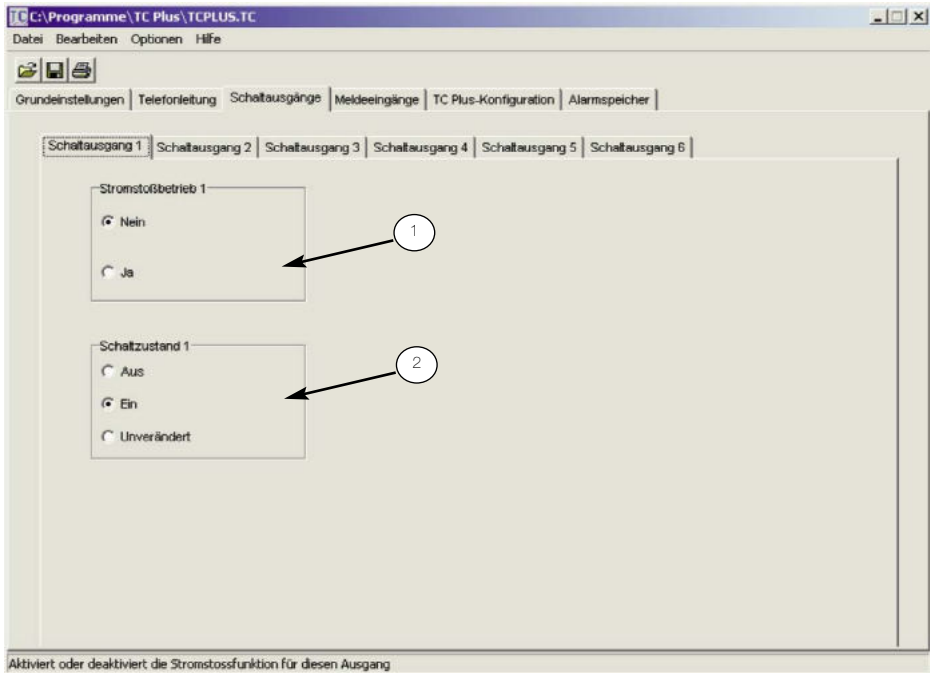 TC C:\Programme\TC Plus\TCPLUS.TC
Datei Bearbeiten Optionen Hilfe
Grundeinstellungen Telefonleitung Schaltausgänge Meldeeingänge TC Plus-Konfiguration Alarmspeicher
Schaltausgang 1 Schaltausgang 2 Schaltausgang 3 Schaltausgang 4 Schaltausgang 5 Schaltausgang 6
Stromstoßbetrieb 1
Nein
1
Ja
Schaltzustand 1
Aus
2
Ein
Unverändert
Aktiviert oder deaktiviert die Stromstossfunktion für diesen Ausgang